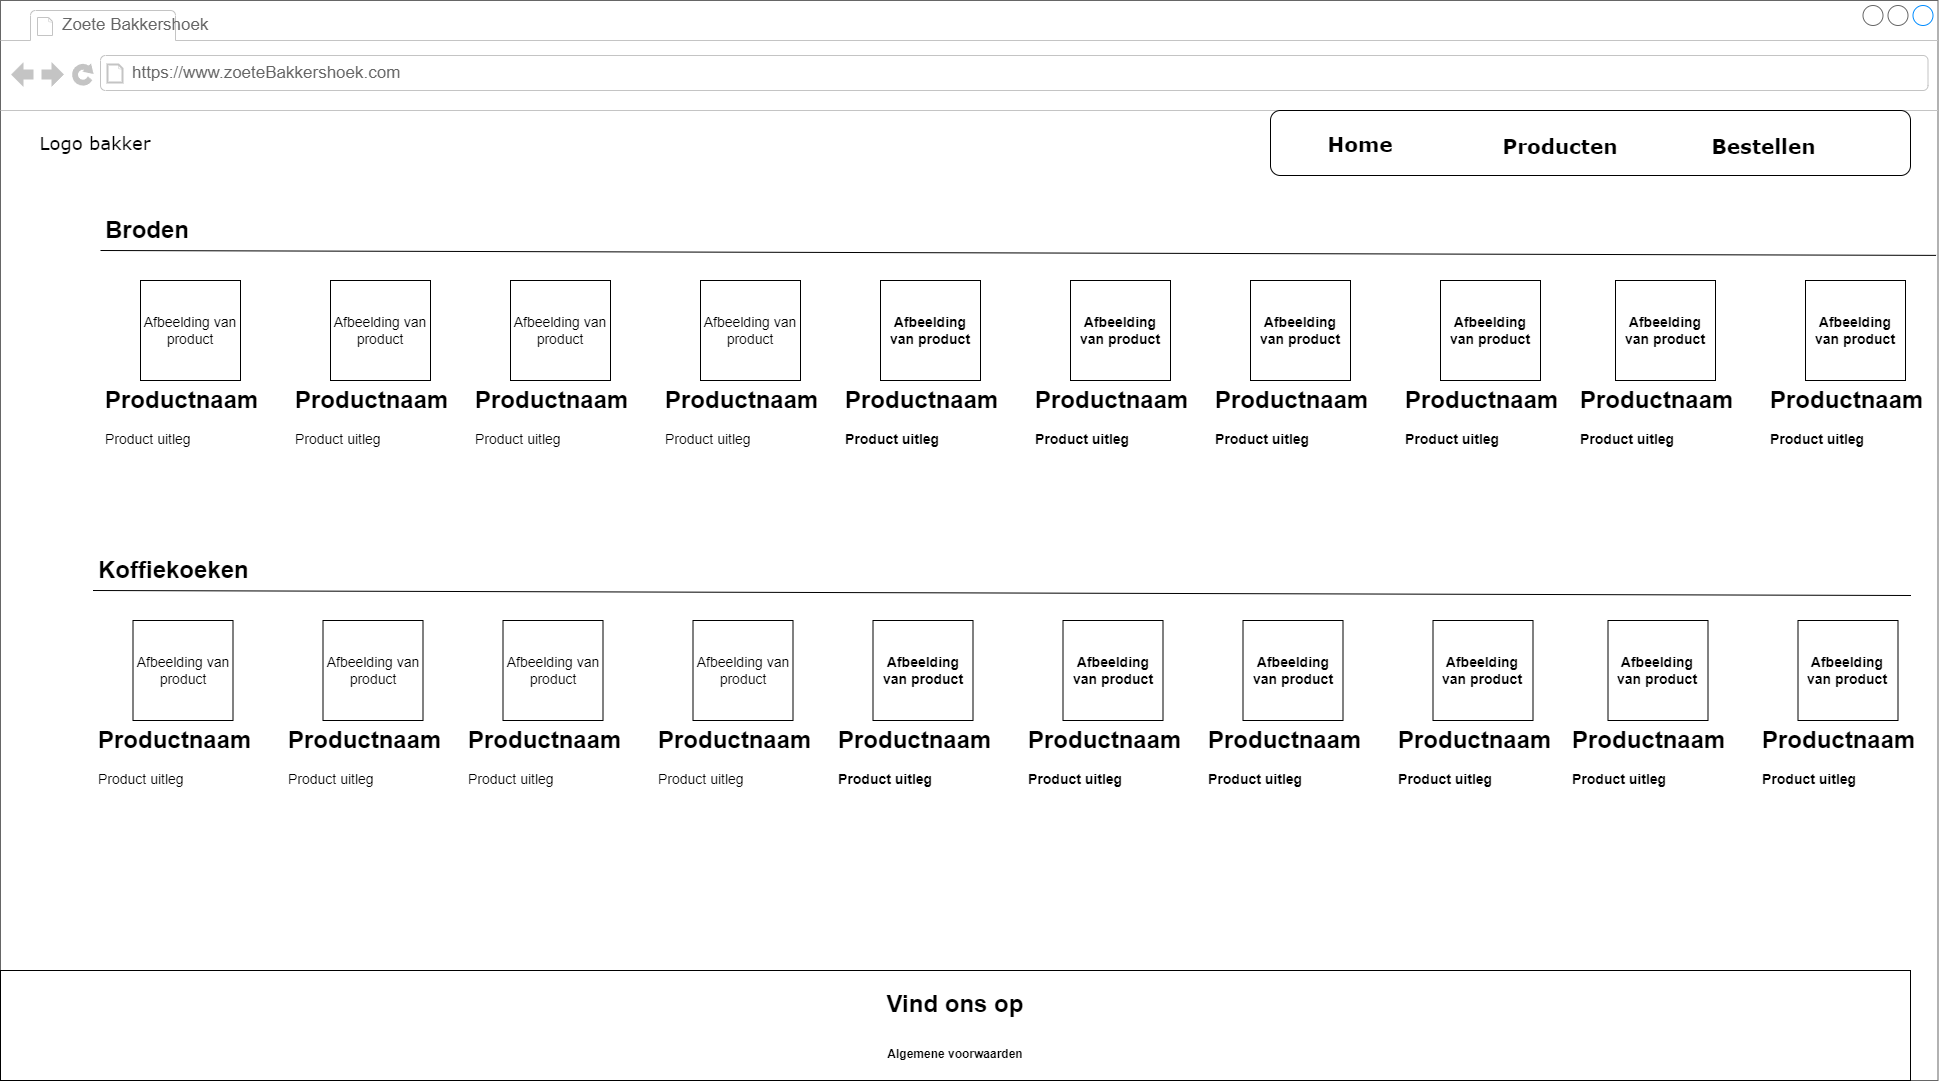 Zoete Bakkershoek
https://www.zoeteBakkershoek.com
Logo bakker
Home Producten Bestellen
Broden
Afbeelding van Afbeelding van Afbeelding van Afbeelding van Afbeelding Afbeelding Afbeelding Afbeelding Afbeelding Afbeelding
product product product product van product van product van product van product van product van product
Productnaam Productnaam Productnaam Productnaam Productnaam Productnaam Productnaam Productnaam Productnaam Productnaam
Product uitleg Product uitleg Product uitleg Product uitleg Product uitleg Product uitleg Product uitleg Product uitleg Product uitleg Product uitleg
Koffiekoeken
Afbeelding van Afbeelding van Afbeelding van Afbeelding van Afbeelding Afbeelding Afbeelding Afbeelding Afbeelding Afbeelding
product product product product van product van product van product van product van product van product
Productnaam Productnaam Productnaam Productnaam Productnaam Productnaam Productnaam Productnaam Productnaam Productnaam
Product uitleg Product uitleg Product uitleg Product uitleg Product uitleg Product uitleg Product uitleg Product uitleg Product uitleg Product uitleg
Vind ons op
Algemene voorwaarden